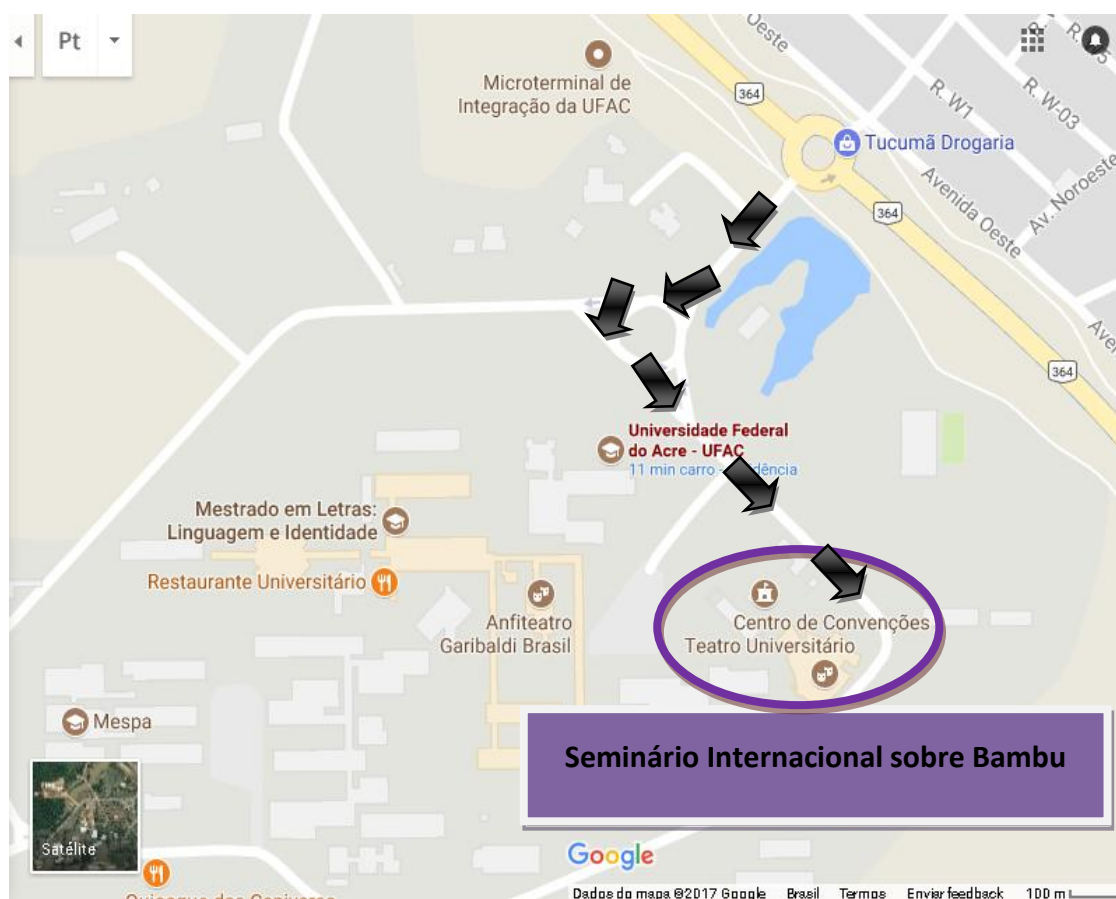 Pt
Oeste
R.
R.
Microterminal de
Integração da UFAC
364
R. W1
R. W-03
Tucumã Drogaria
Avenida Oeste
Av. Noroeste
364
364
Universidade Federal
do Acre - UFAC
11 min carro -
Mestrado em Letras:
Linguagem e Identidade
Restaurante Universitário
Anfiteatro
Garibaldi Brasil
Centro de Convenções
Teatro Universitário
Mespa
Seminário Internacional sobre Bambu
Satélite
Google
Dados do mapa ©2017 Google Brasil Termos Enviar feedback 100 m